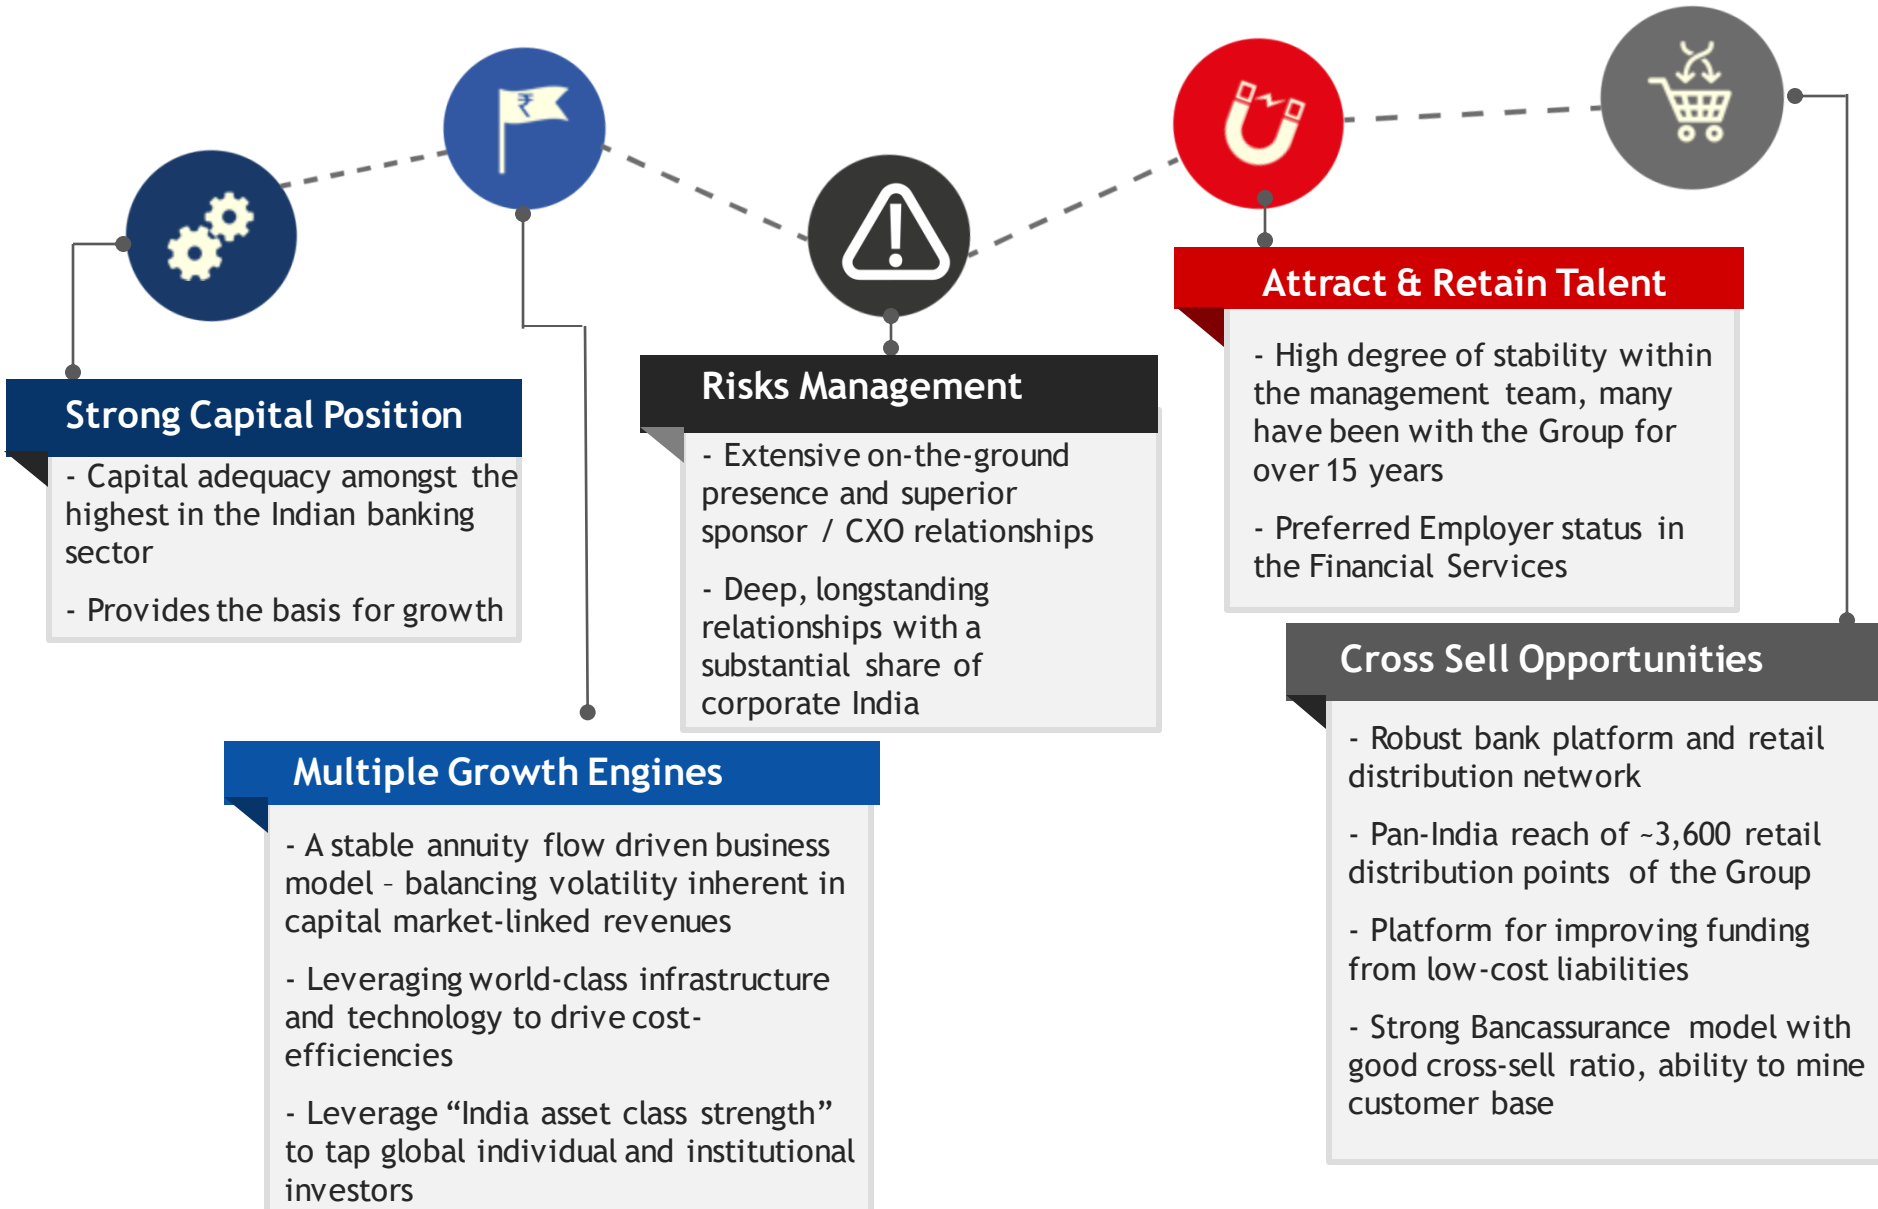 ₹
Strong Capital Position
- Capital adequacy amongst the
highest in the Indian banking
sector
- Provides the basis for growth
Multiple Growth Engines
- A stable annuity flow driven business
model – balancing volatility inherent in
capital market-linked revenues
- Leveraging world-class infrastructure
and technology to drive cost-
efficiencies
- Leverage “India asset class strength”
to tap global individual and institutional
investors
Risks Management
- Extensive on-the-ground
presence and superior
sponsor / CXO relationships
- Deep, longstanding
relationships with a
substantial share of
corporate India
Attract & Retain Talent
- High degree of stability within
the management team, many
have been with the Group for
over 15 years
- Preferred Employer status in
the Financial Services
Cross Sell Opportunities
- Robust bank platform and retail
distribution network
- Pan-India reach of ~3,600 retail
distribution points of the Group
- Platform for improving funding
from low-cost liabilities
- Strong Bancassurance model with
good cross-sell ratio, ability to mine
customer base